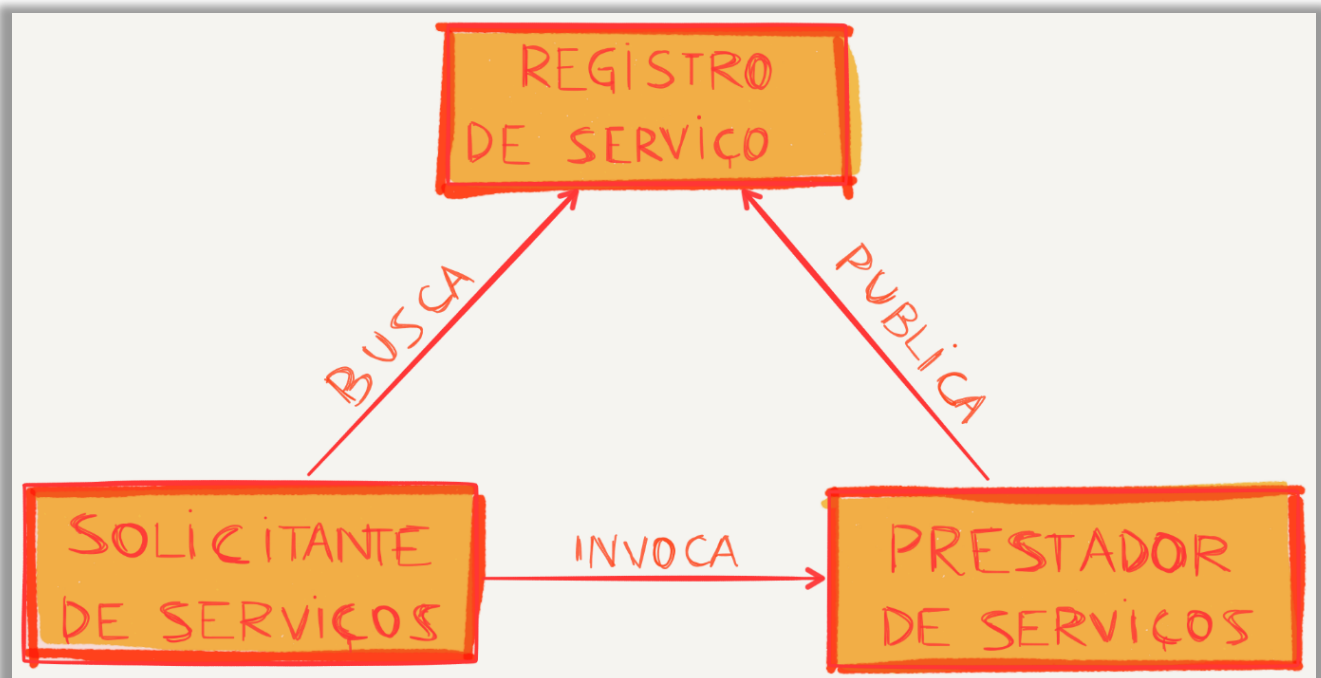 REGISTRO
DE SERVIÇO
BUSCA
PUBLICA
SOLICITANTE
DE SERVIÇOS
INVOCA
PRESTADOR
DE SERVIÇOS